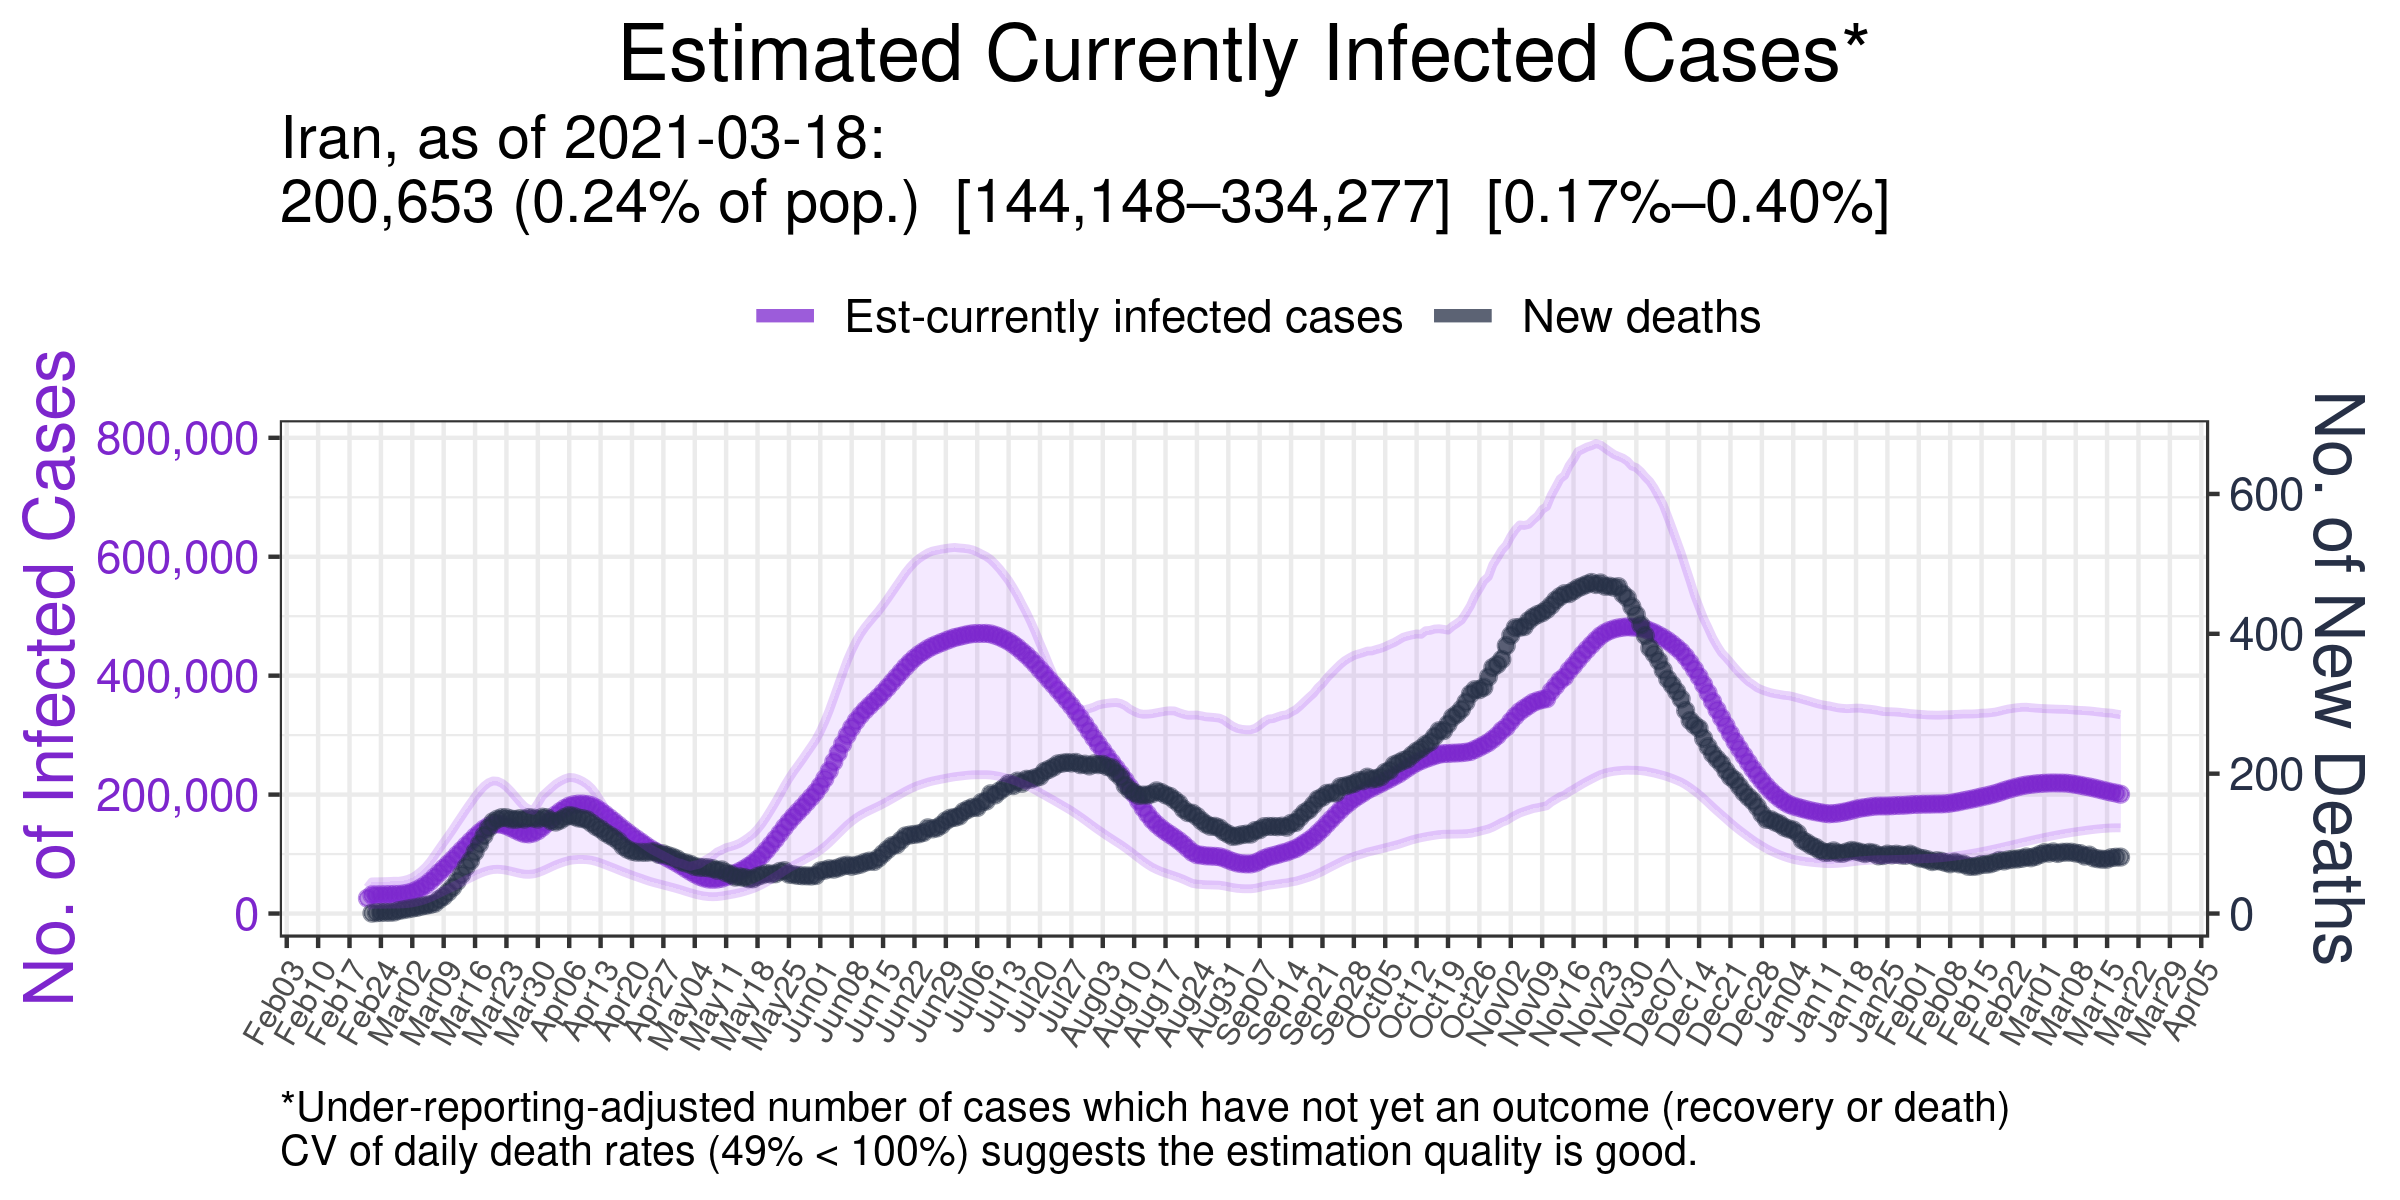 Estimated Currently Infected Cases*
Iran, as of 2021-03-18:
200,653 (0.24% of pop.) [144,148–334,277] [0.17%–0.40%]
Est-currently infected cases
New deaths
No. of Infected Cases
800,000
600,000
400,000
200,000
0
600
400
200
0
No. of New Deaths
Feb03
Feb10
Feb17
Feb24
Mar02
Mar09
Mar16
Mar23
Mar30
Apr06
Apr13
Apr20
Apr27
May04
May11
May18
May25
Jun01
Jun08
Jun15
Jun22
Jun29
Jul06
Jul13
Jul20
Jul27
Aug03
Aug10
Aug17
Aug24
Aug31
Sep07
Sep14
Sep21
Sep28
Oct05
Oct12
Oct19
Oct26
Nov02
Nov09
Nov16
Nov23
Nov30
Dec07
Dec14
Dec21
Dec28
Jan04
Jan11
Jan18
Jan25
Feb01
Feb08
Feb15
Feb22
Mar01
Mar08
Mar15
Mar22
Mar29
Apr05
*Under-reporting-adjusted number of cases which have not yet an outcome (recovery or death)
CV of daily death rates (49% < 100%) suggests the estimation quality is good.